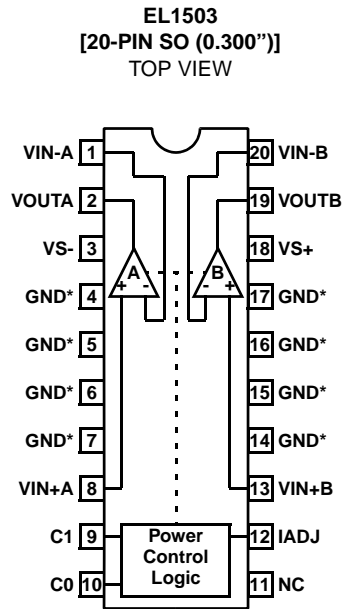 EL1503
[20-PIN SO (0.300”)]
TOP VIEW
VIN-A 1 20 VIN-B
VOUTA 2 19 VOUTB
VS- 3 18 VS+
A B
+ - - +
GND* 4 17 GND*
GND* 5 16 GND*
GND* 6 15 GND*
GND* 7 14 GND*
VIN+A 8 13 VIN+B
C1 9 Power 12 IADJ
Control
C0 10 Logic 11 NC